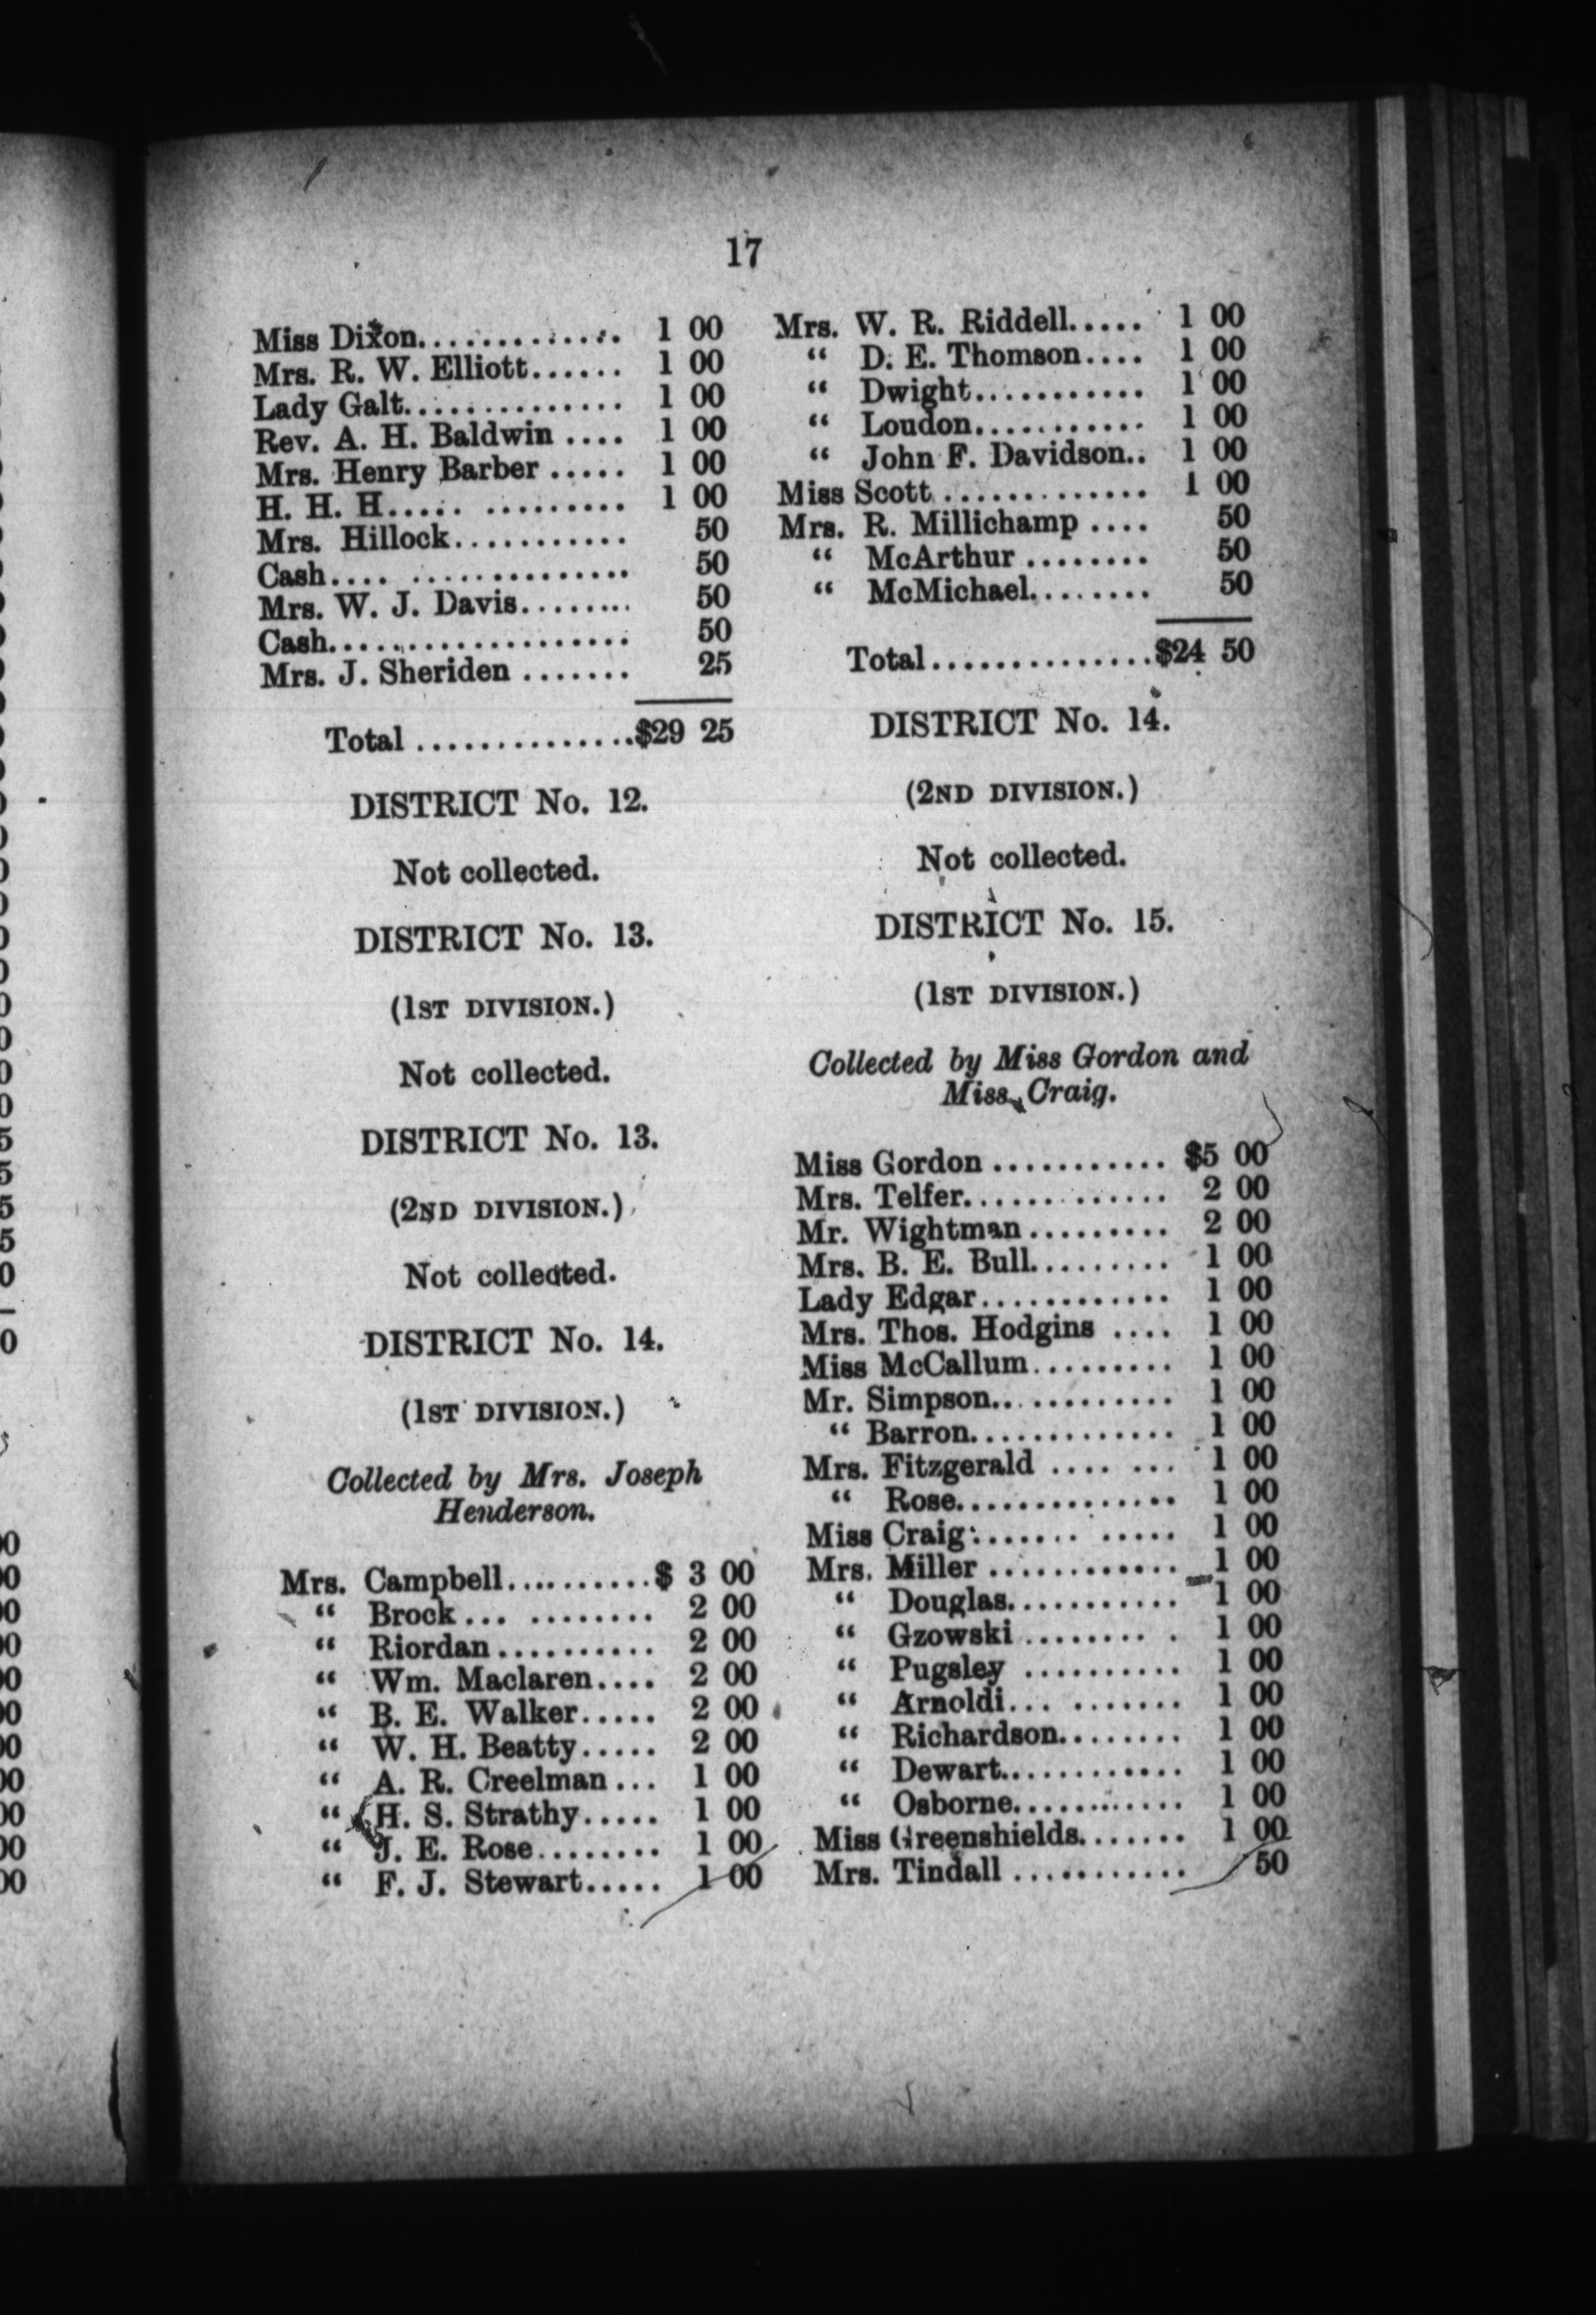 17
Miss Dixon.............. 1 00
Mrs. R. W. Elliott...... 1 00
Lady Galt.............. 1 00
Rev. A. H. Baldwin .... 1 00
Mrs. Henry Barber ..... 1 00
H. H. H..... ......... 1 00
Mrs. Hillock........... 50
Cash.... .............. 50
Mrs. W. J. Davis........ 50
Cash................... 50
Mrs. J. Sheriden ....... 25
Total ..............$29 25
DISTRICT No. 12.
Not collected.
DISTRICT No. 13.
(1ST DIVISION.)
Not collected.
DISTRICT No. 13.
(2ND DIVISION.)
Not collected.
DISTRICT No. 14.
(1ST DIVISION.)
Collected by Mrs. Joseph
Henderson.
Mrs. Campbell..........$ 3 00
“ Brock... ........ 2 00
“ Riordan.......... 2 00
“ Wm. Maclaren.... 2 00
“ B. E. Walker..... 2 00
“ W. H. Beatty..... 2 00
“ A. R. Creelman... 1 00
“ H. S. Strathy..... 1 00
“ J. E. Rose........ 1 00
“ F. J. Stewart..... 1 00
Mrs. W. R. Riddell..... 1 00
“ D. E. Thomson.... 1 00
“ Dwight........... 1 00
“ Loudon........... 1 00
“ John F. Davidson.. 1 00
Miss Scott ............. 1 00
Mrs. R. Millichamp .... 50
“ McArthur ........ 50
“ McMichael........ 50
Total..............$24 50
DISTRICT No. 14.
(2ND DIVISION.)
Not collected.
DISTRICT No. 15.
(1ST DIVISION.)
Collected by Miss Gordon and
Miss Craig.
Miss Gordon ........... $5 00
Mrs. Telfer............. 2 00
Mr. Wightman ......... 2 00
Mrs. B. E. Bull......... 1 00
Lady Edgar............ 1 00
Mrs. Thos. Hodgins .... 1 00
Miss McCallum......... 1 00
Mr. Simpson............ 1 00
“ Barron............. 1 00
Mrs. Fitzgerald .... ... 1 00
“ Rose.............. 1 00
Miss Craig....... ..... 1 00
Mrs. Miller ............ 1 00
“ Douglas........... 1 00
“ Gzowski ........ . 1 00
“ Pugsley .......... 1 00
“ Arnoldi... ....... 1 00
“ Richardson........ 1 00
“ Dewart............ 1 00
“ Osborne........... 1 00
Miss Greenshields....... 1 00
Mrs. Tindall ........... 50